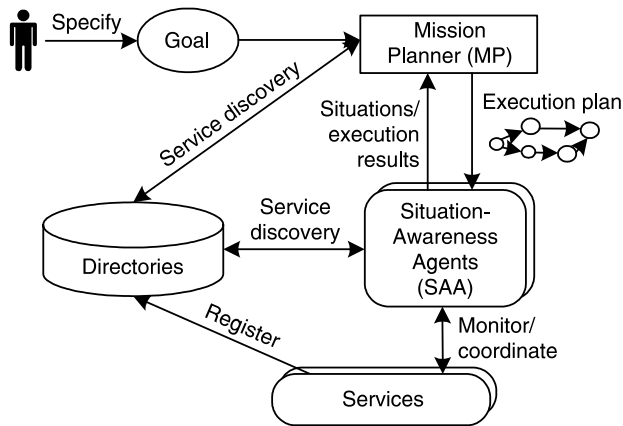 Specify
Goal
Mission
Planner (MP)
Service discovery
Situations/
execution
results
Execution plan
Directories
Service
discovery
Situation-
Awareness
Agents
(SAA)
Register
Monitor/
coordinate
Services